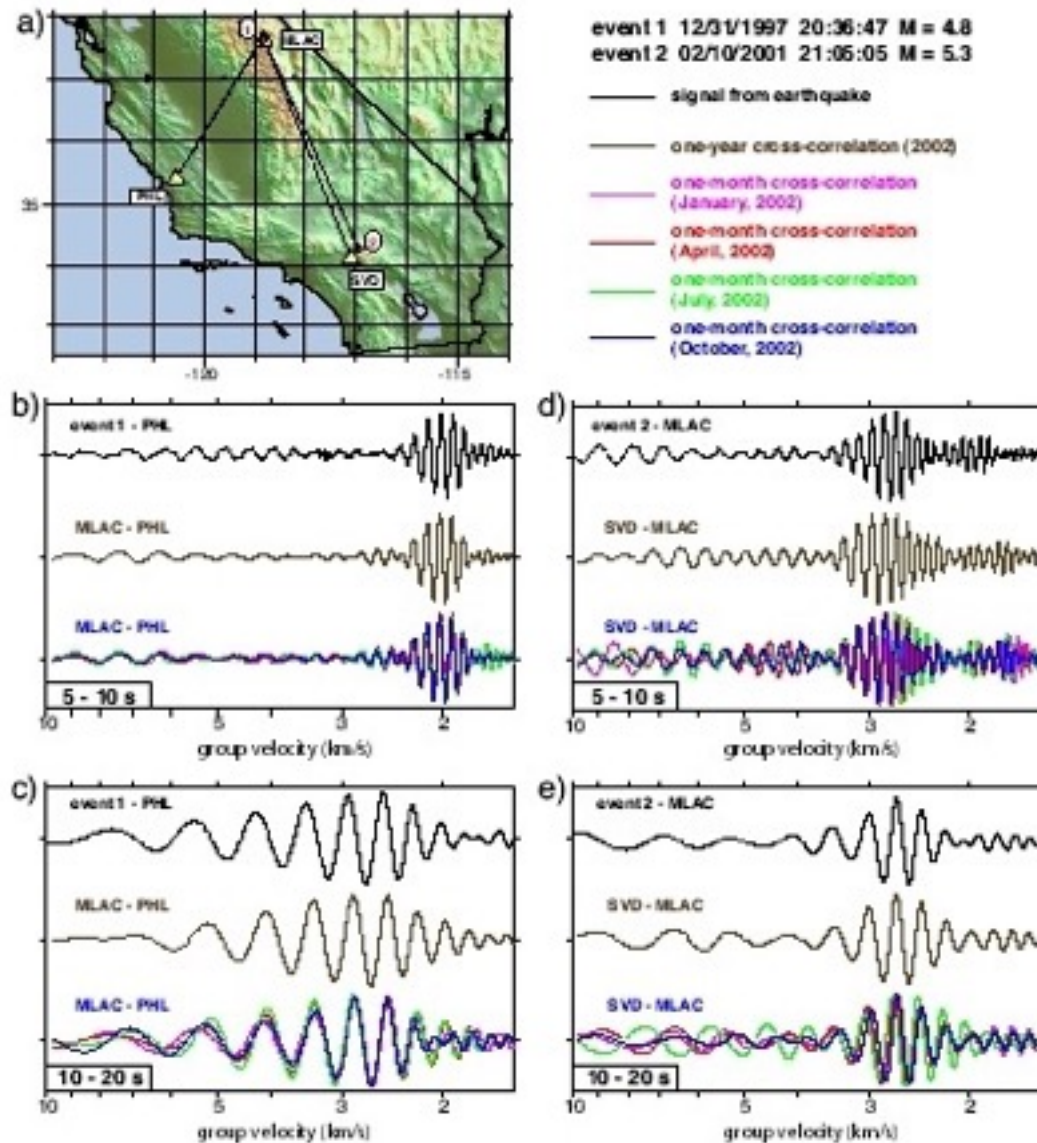 a)
event 1 12/31/1997 20:36:47 M = 4.8
event 2 02/10/2001 21:05:05 M = 5.3
signal from earthquake
one-year cross-correlation (2002)
one-month cross-correlation
(January, 2002)
one-month cross-correlation
(April, 2002)
one-month cross-correlation
(July, 2002)
one-month cross-correlation
(October, 2002)
1
MLAC
PHL
35
2
SVD
-120
-115
b)
event 1 - PHL
MLAC - PHL
MLAC - PHL
5 - 10 s
10 5 3 2
group velocity (km/s)
d)
event 2 - MLAC
SVD - MLAC
SVD - MLAC
5 - 10 s
10 5 3 2
group velocity (km/s)
c)
event 1 - PHL
MLAC - PHL
MLAC - PHL
10 - 20 s
10 5 3 2
group velocity (km/s)
e)
event 2 - MLAC
SVD - MLAC
SVD - MLAC
10 - 20 s
10 5 3 2
group velocity (km/s)